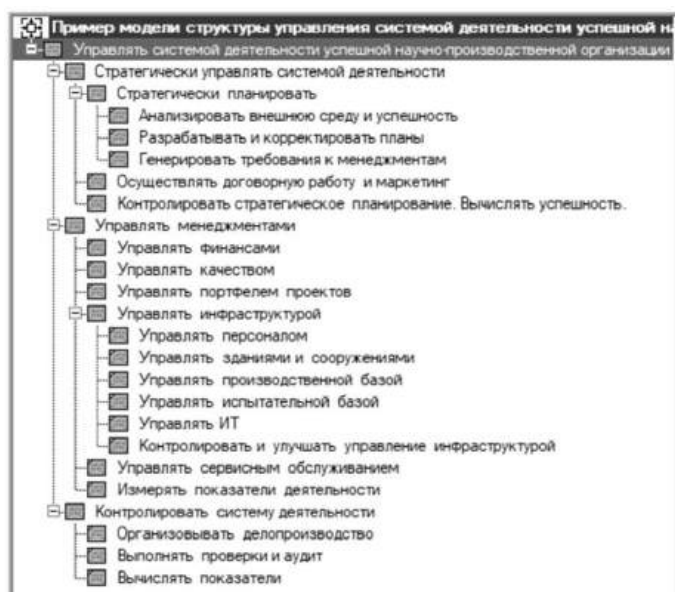 Пример модели структуры управления системой деятельности успешной
Управлять системой деятельности успешной научно-производственной организации
Стратегически управлять системой деятельности
Стратегически планировать
Анализировать внешнюю среду и успешность
Разрабатывать и корректировать планы
Генерировать требования к менеджментам
Осуществлять договорную работу и маркетинг
Контролировать стратегическое планирование. Вычислять успешность.
Управлять менеджментами
Управлять финансами
Управлять качеством
Управлять портфелем проектов
Управлять инфраструктурой
Управлять персоналом
Управлять зданиями и сооружениями
Управлять производственной базой
Управлять испытательной базой
Управлять ИТ
Контролировать и улучшать управление инфраструктурой
Управлять сервисным обслуживанием
Измерять показатели деятельности
Контролировать систему деятельности
Организовывать делопроизводство
Выполнять проверки и аудит
Вычислять показатели